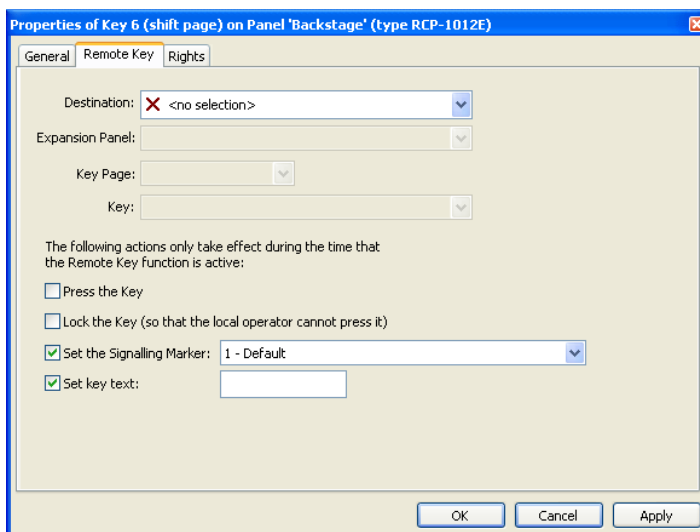 Properties of Key 6 (shift page) on Panel 'Backstage' (type RCP-1012E)
General Remote Key Rights
Destination: <no selection>
Expansion Panel:
Key Page:
Key:
The following actions only take effect during the time that
the Remote Key function is active:
Press the Key
Lock the Key (so that the local operator cannot press it)
Set the Signalling Marker: 1 - Default
Set key text:
OK Cancel Apply